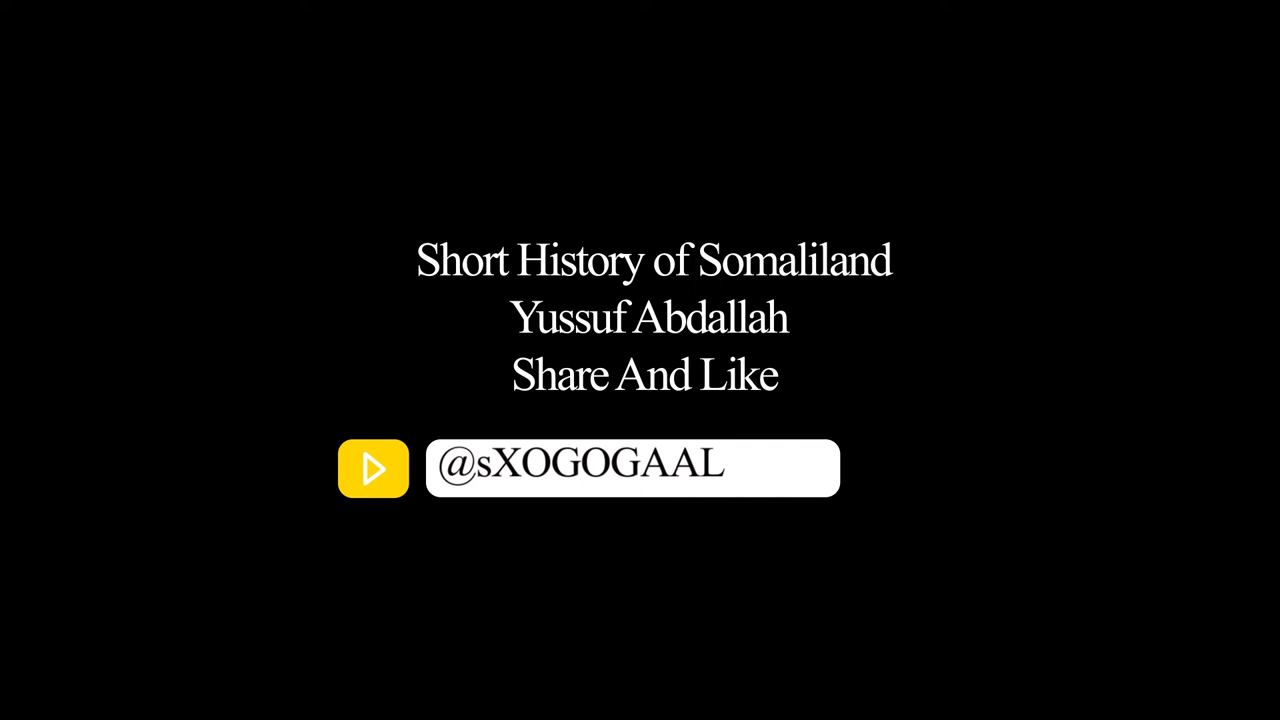 Short History of Somaliland
Yussuf Abdallah
Share And Like
@sXOGOGAAL